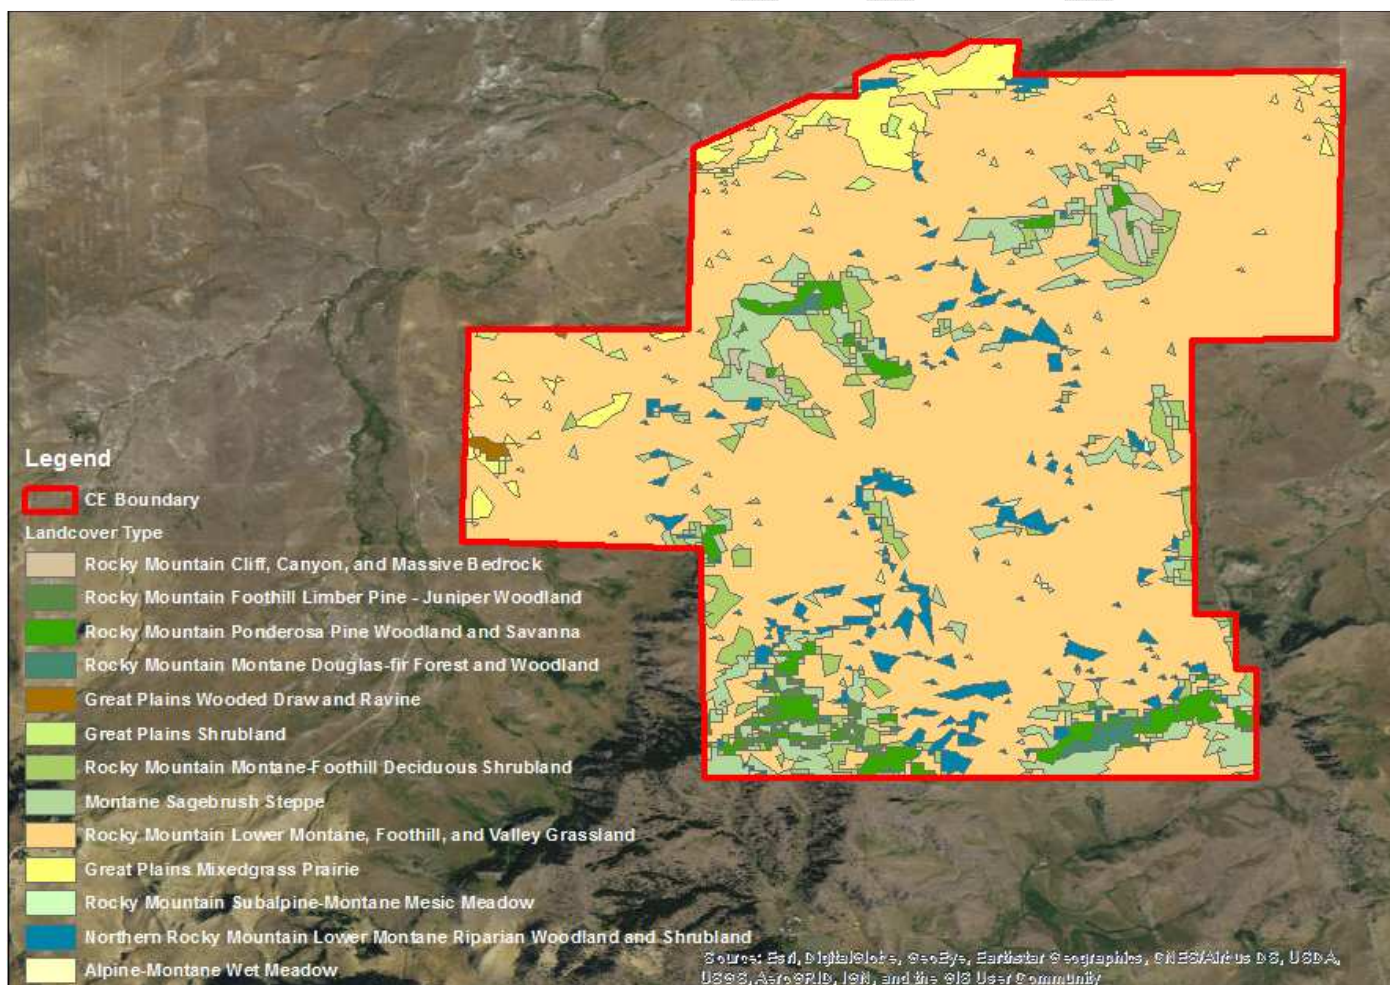 Legend
CE Boundary
Landcover Type
Rocky Mountain Cliff, Canyon, and Massive Bedrock
Rocky Mountain Foothill Limber Pine - Juniper Woodland
Rocky Mountain Ponderosa Pine Woodland and Savanna
Rocky Mountain Montane Douglas-fir Forest and Woodland
Great Plains Wooded Draw and Ravine
Great Plains Shrubland
Rocky Mountain Montane-Foothill Deciduous Shrubland
Montane Sagebrush Steppe
Rocky Mountain Lower Montane, Foothill, and Valley Grassland
Great Plains Mixedgrass Prairie
Rocky Mountain Subalpine-Montane Mesic Meadow
Northern Rocky Mountain Lower Montane Riparian Woodland and Shrubland
Alpine-Montane Wet Meadow
Source: Esri, DigitalGlobe, GeoEye, Earthstar Geographics, CNES/Airbus DS, USDA,
USGS, AeroGRID, IGN, and the GIS User Community